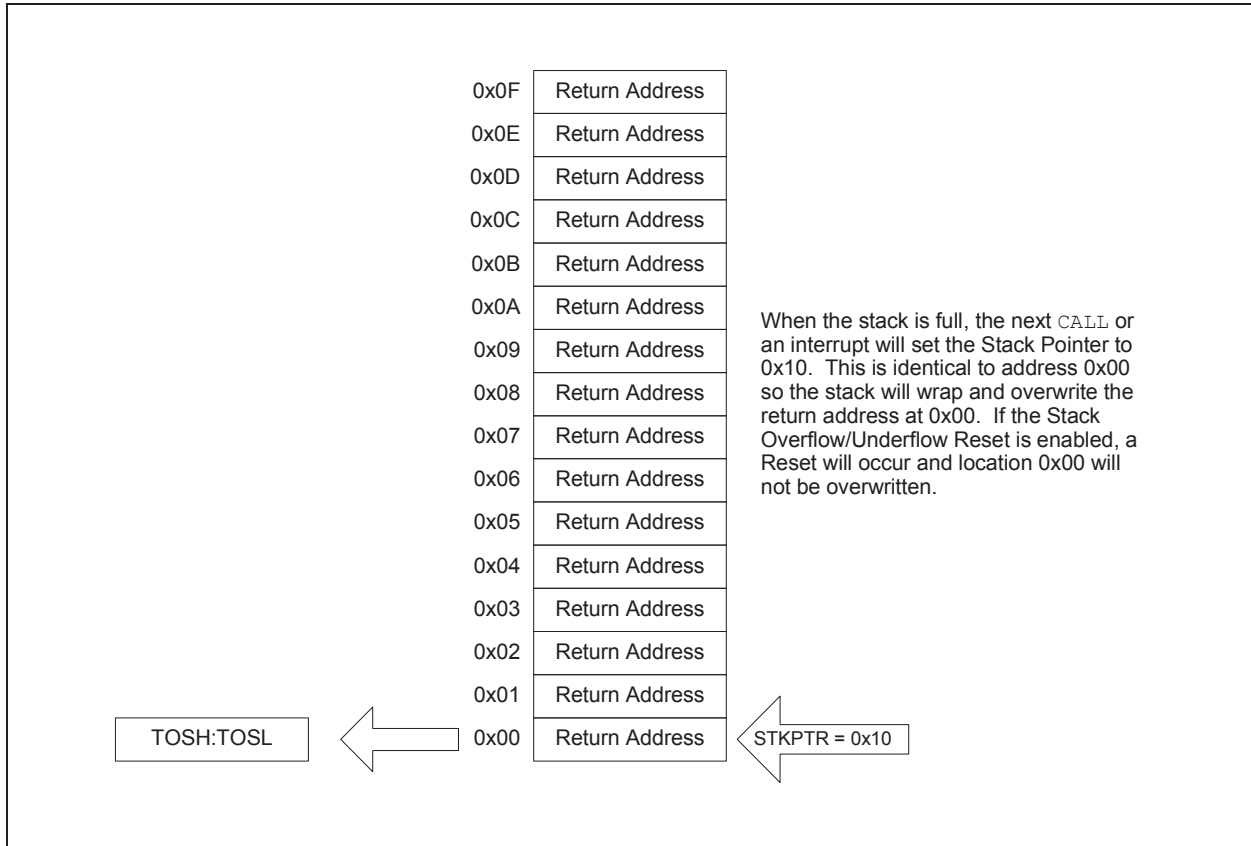 0x0F Return Address
0x0E Return Address
0x0D Return Address
0x0C Return Address
0x0B Return Address
0x0A Return Address
0x09 Return Address
0x08 Return Address
0x07 Return Address
0x06 Return Address
0x05 Return Address
0x04 Return Address
0x03 Return Address
0x02 Return Address
0x01 Return Address
TOSH:TOSL 0x00 Return Address STKPTR = 0x10
When the stack is full, the next CALL or
an interrupt will set the Stack Pointer to
0x10. This is identical to address 0x00
so the stack will wrap and overwrite the
return address at 0x00. If the Stack
Overflow/Underflow Reset is enabled, a
Reset will occur and location 0x00 will
not be overwritten.